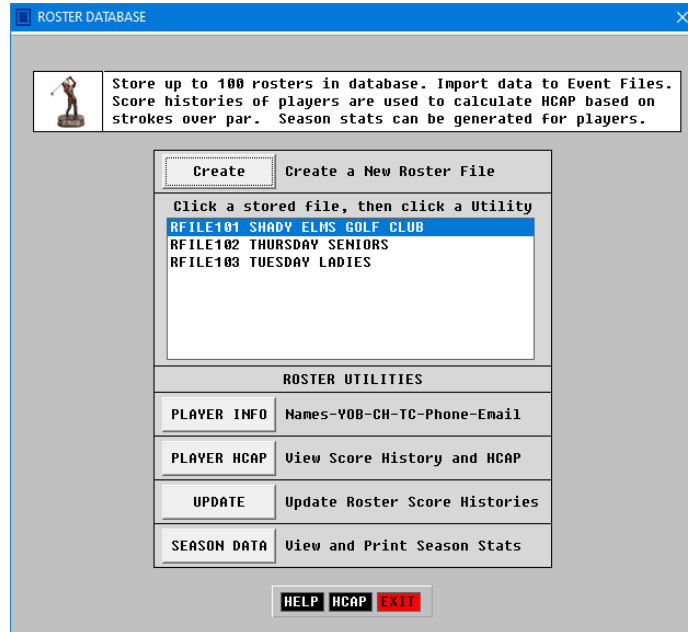 ROSTER DATABASE
Store up to 100 rosters in database. Import data to Event Files.
Score histories of players are used to calculate HCAP based on
strokes over par. Season stats can be generated for players.
Create Create a New Roster File
Click a stored file, then click a Utility
RFILE101 SHADY ELMS GOLF CLUB
RFILE102 THURSDAY SENIORS
RFILE103 TUESDAY LADIES
ROSTER UTILITIES
PLAYER INFO Names-YOB-CH-TC-Phone-Email
PLAYER HCAP View Score History and HCAP
UPDATE Update Roster Score Histories
SEASON DATA View and Print Season Stats
HELP HCAP EXIT